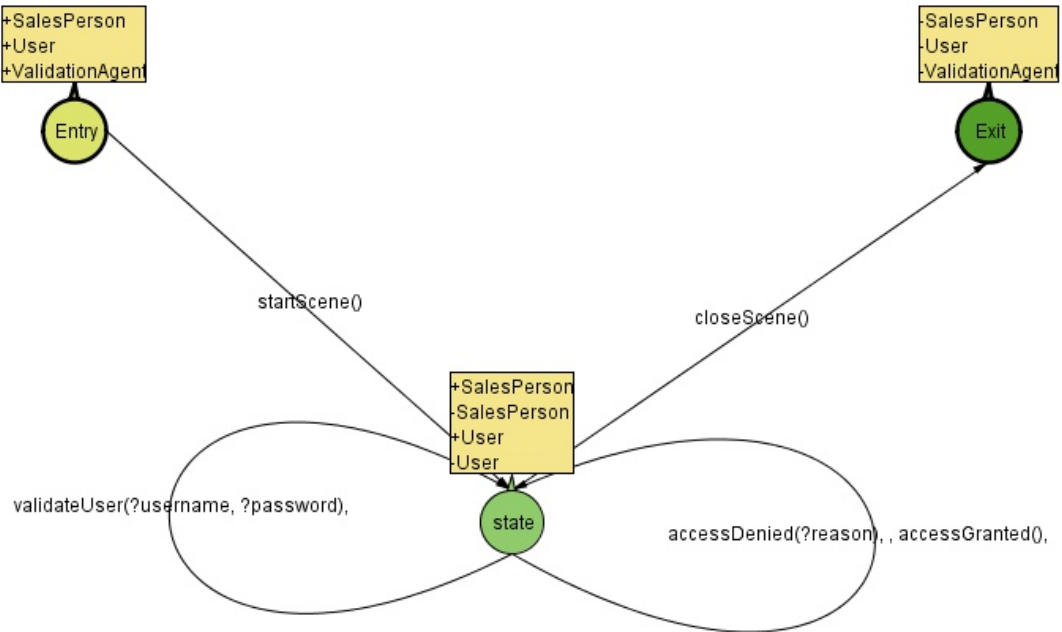 +SalesPerson
+User
+ValidationAgent
-SalesPerson
-User
-ValidationAgent
Entry
Exit
startScene()
closeScene()
+SalesPerson
-SalesPerson
+User
-User
validateUser(?username, ?password),
state
accessDenied(?reason), , accessGranted(),